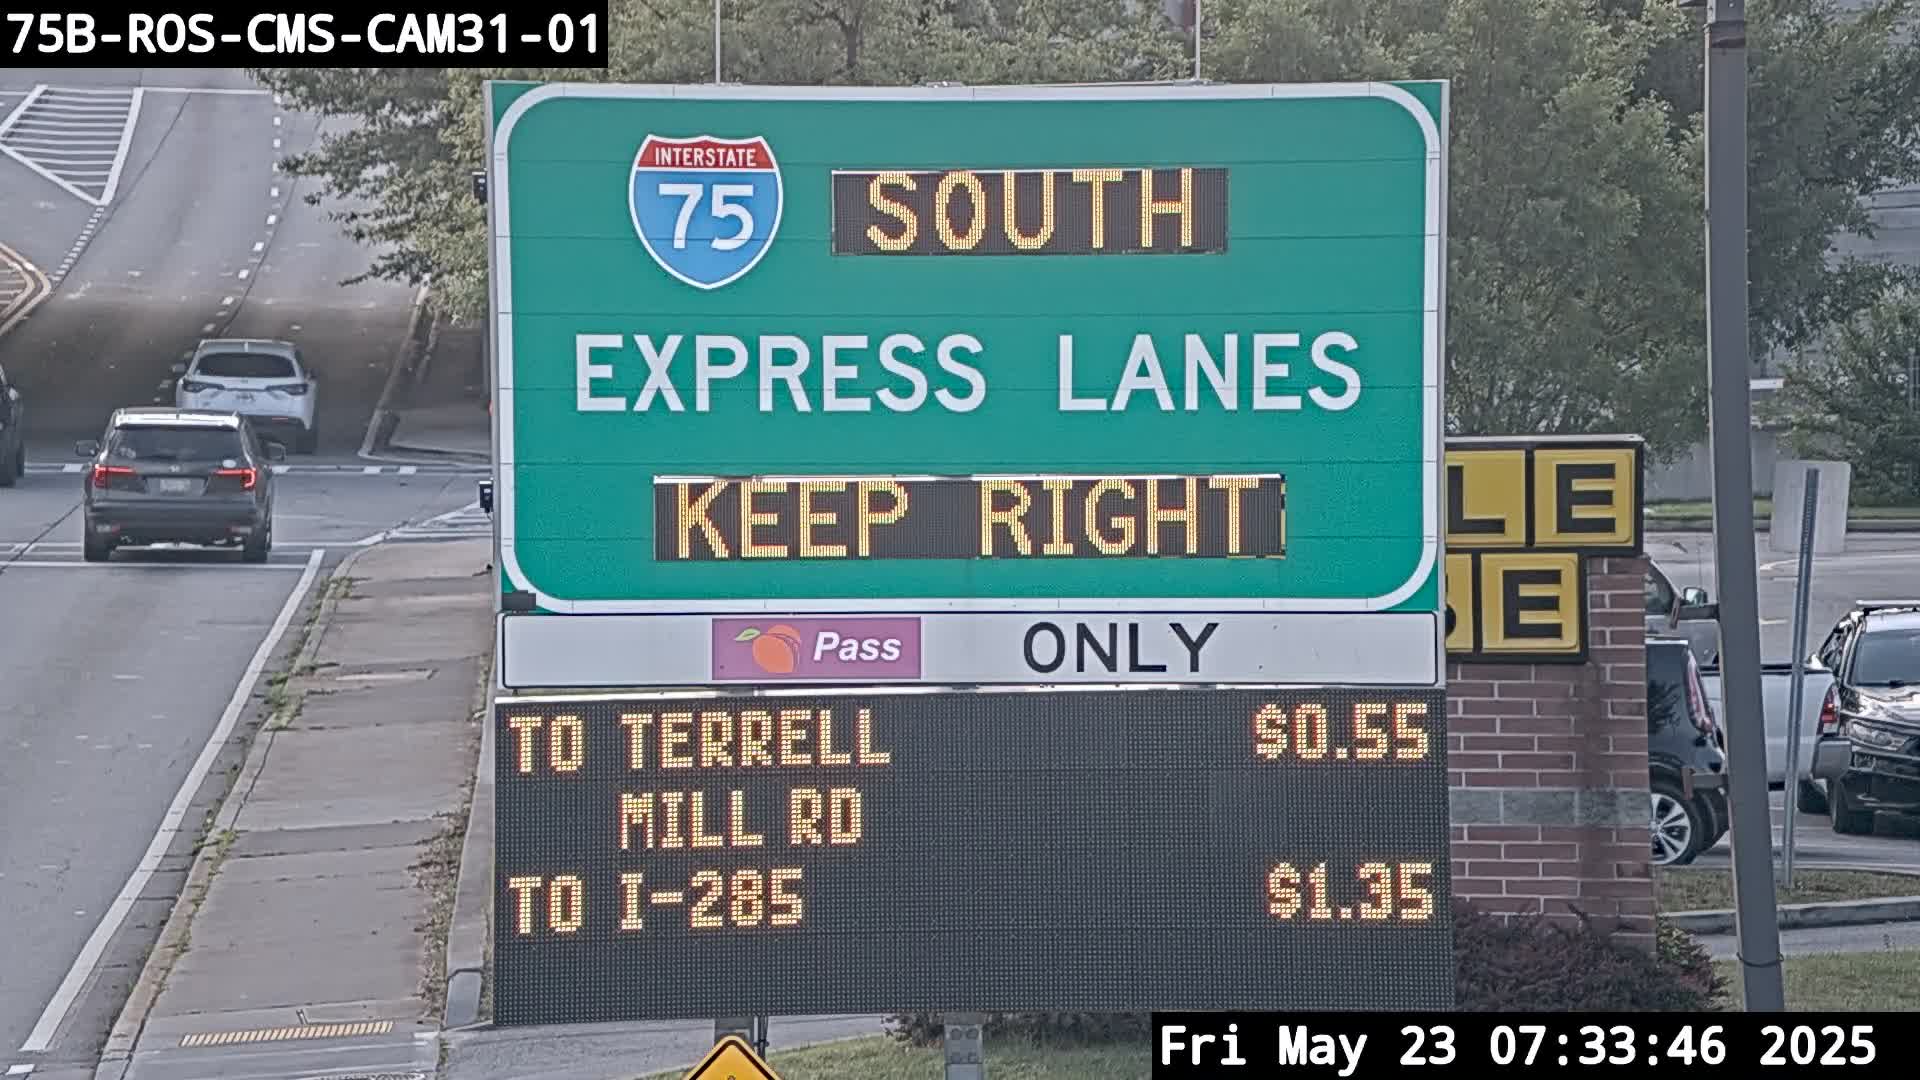 75B-ROS-CMS-CAM31-01
INTERSTATE
75
SOUTH
EXPRESS LANES
KEEP RIGHT
Pass ONLY
TO TERRELL $0.55
MILL RD
TO I-285 $1.35
LE
E
Fri May 23 07:33:46 2025